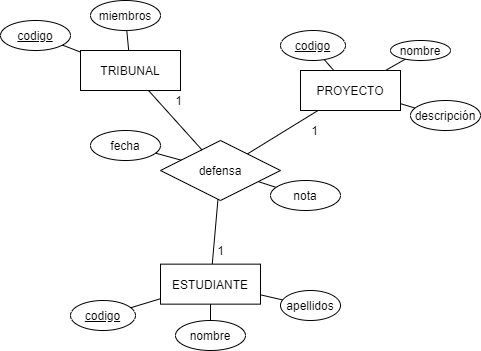 miembros
codigo
TRIBUNAL
1
codigo
nombre
PROYECTO
descripción
1
fecha
defensa
nota
1
ESTUDIANTE
codigo
nombre
apellidos